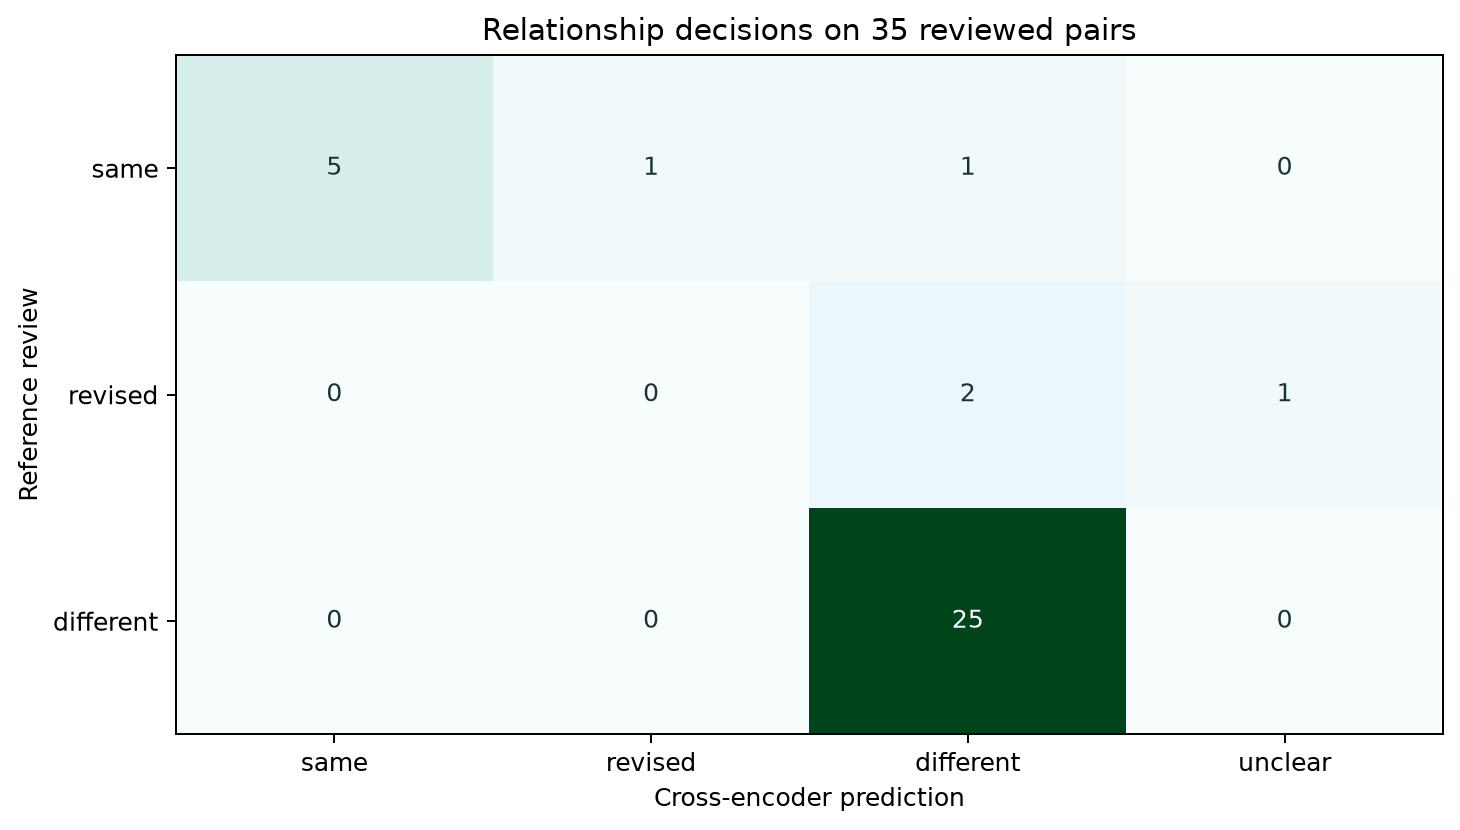 Relationship decisions on 35 reviewed pairs
Reference review
same
5 1 1 0
revised
0 0 2 1
different
0 0 25 0
same revised different unclear
Cross-encoder prediction